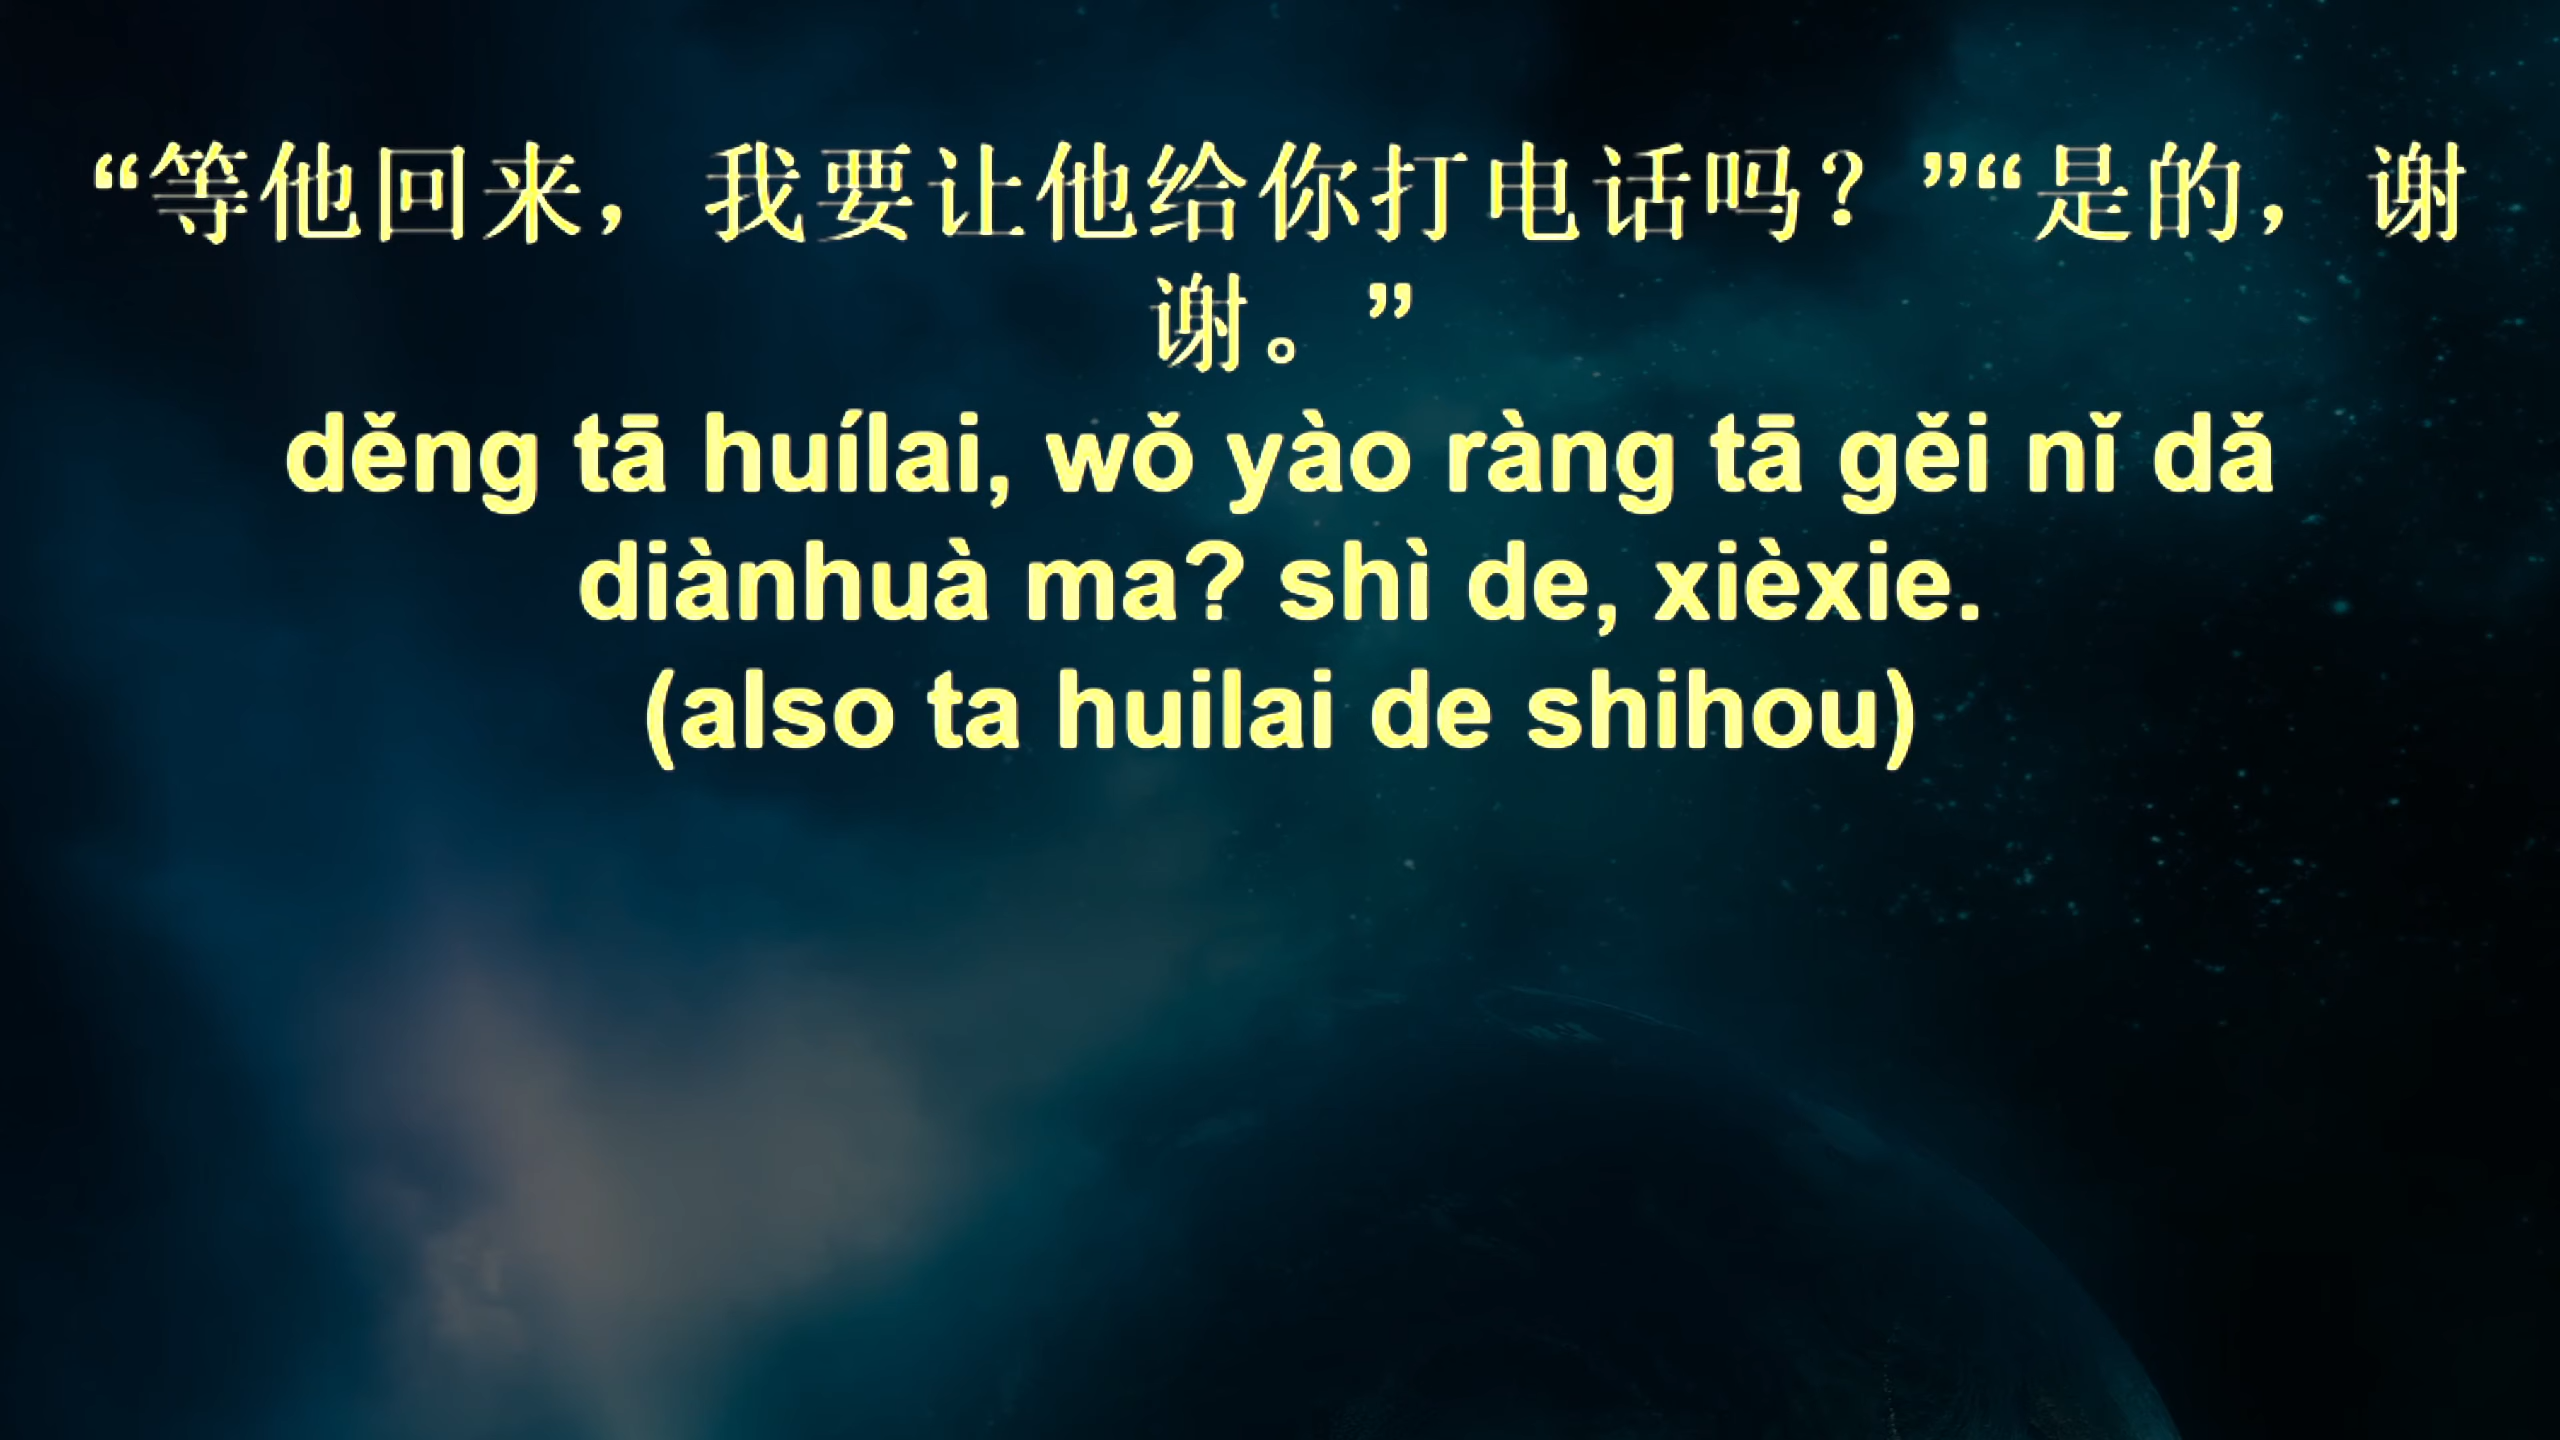 “等他回来，我要让他给你打电话吗？”“是的，谢
谢。”
děng tā huílai, wǒ yào ràng tā gěi nǐ dǎ
diànhuà ma? shì de, xièxie.
(also ta huilai de shihou)